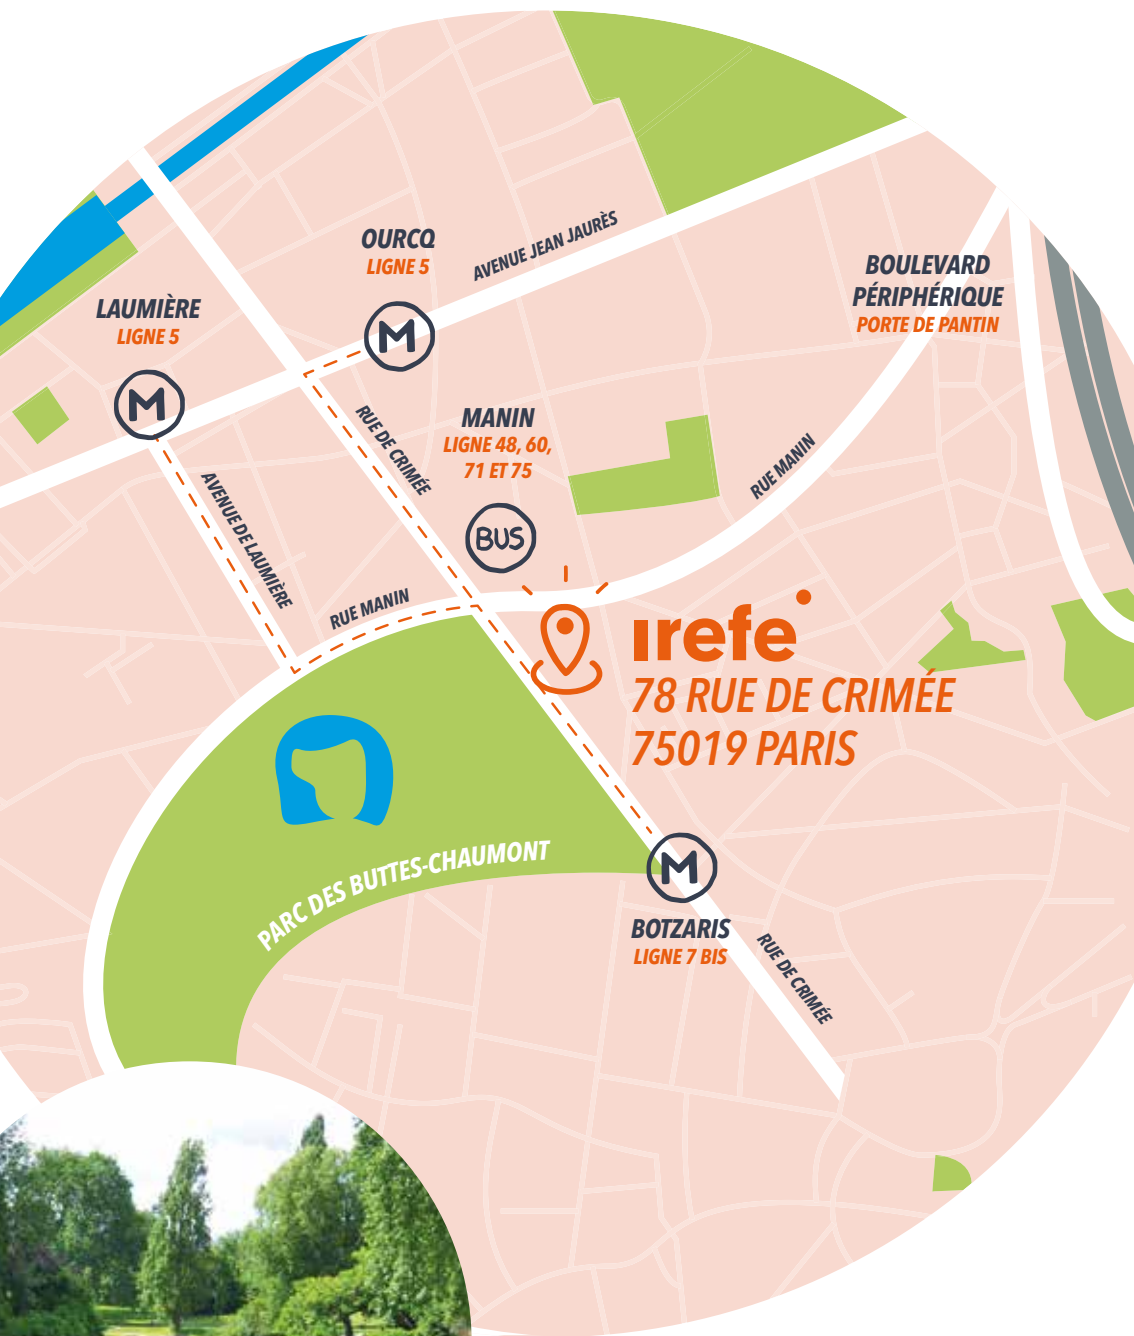 OURCQ
LIGNE 5
AVENUE JEAN JAURÈS
BOULEVARD
PÉRIPHÉRIQUE
PORTE DE PANTIN
LAUMIÈRE
LIGNE 5
M
M
RUE DE CRIMÉE
MANIN
LIGNE 48, 60,
71 ET 75
BUS
RUE MANIN
AVENUE DE LAUMIÈRE
RUE MANIN
irefe
78 RUE DE CRIMÉE
75019 PARIS
PARC DES BUTTES-CHAUMONT
M
BOTZARIS
LIGNE 7 BIS
RUE DE CRIMÉE